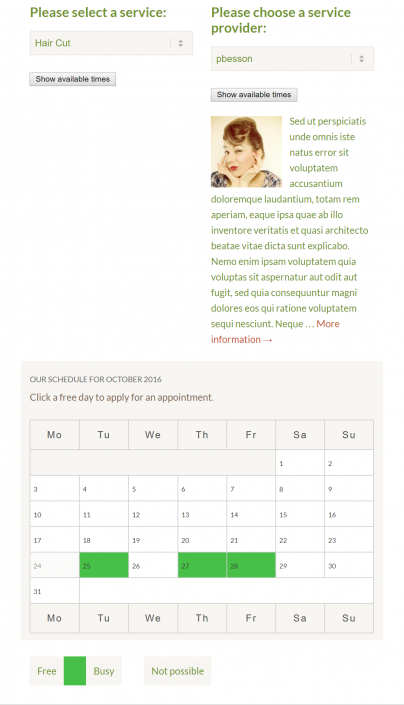 Please select a service:
Hair Cut
Show available times
Please choose a service
provider:
pbesson
Show available times
Sed ut perspiciatis
unde omnis iste
natus error sit
voluptatem
accusantium
doloremque laudantium, totam rem
aperiam, eaque ipsa quae ab illo
inventore veritatis et quasi architecto
beatae vitae dicta sunt explicabo.
Nemo enim ipsam voluptatem quia
voluptas sit aspernatur aut odit aut
fugit, sed quia consequuntur magni
dolores eos qui ratione voluptatem
sequi nesciunt. Neque … More
information →
OUR SCHEDULE FOR OCTOBER 2016
Click a free day to apply for an appointment.
Mo Tu We Th Fr Sa Su
1 2
3 4 5 6 7 8 9
10 11 12 13 14 15 16
17 18 19 20 21 22 23
24 25 26 27 28 29 30
31
Mo Tu We Th Fr Sa Su
Free Busy Not possible